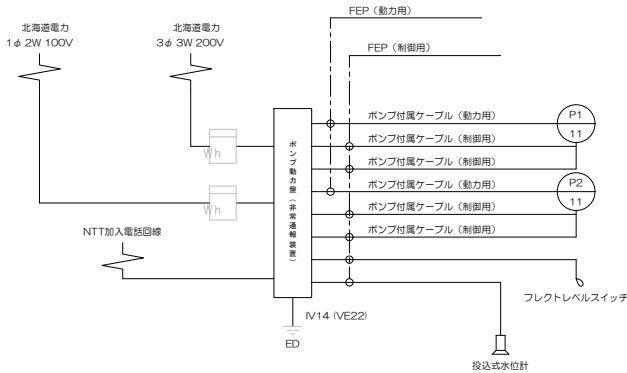 FEP（動力用）
北海道電力
1φ 2W 100V
北海道電力
3φ 3W 200V
FEP（制御用）
ポンプ付属ケーブル（動力用）
P1
11
ポンプ付属ケーブル（制御用）
ポンプ付属ケーブル（制御用）
Wh
ポンプ動力盤（非常通報装置）
ポンプ付属ケーブル（動力用）
P2
11
ポンプ付属ケーブル（制御用）
Wh
ポンプ付属ケーブル（制御用）
NTT加入電話回線
フレクトレベルスイッチ
IV14 (VE22)
ED
投込式水位計